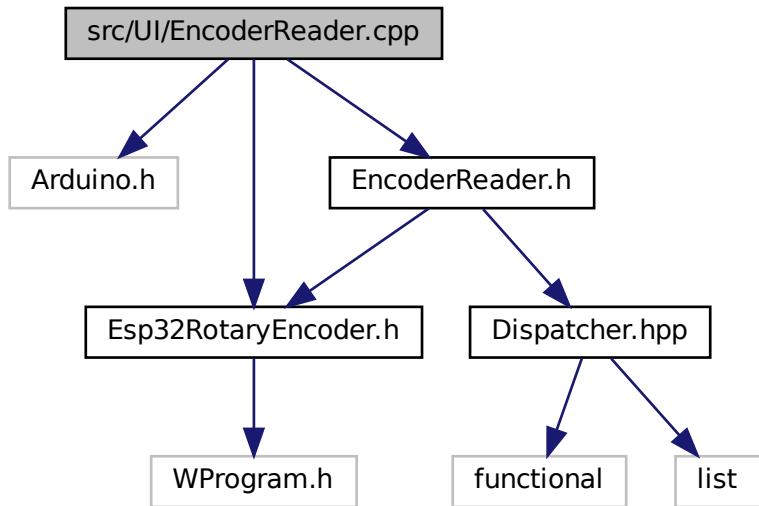 src/UI/EncoderReader.cpp
Arduino.h
EncoderReader.h
Esp32RotaryEncoder.h
Dispatcher.hpp
WProgram.h
functional
list